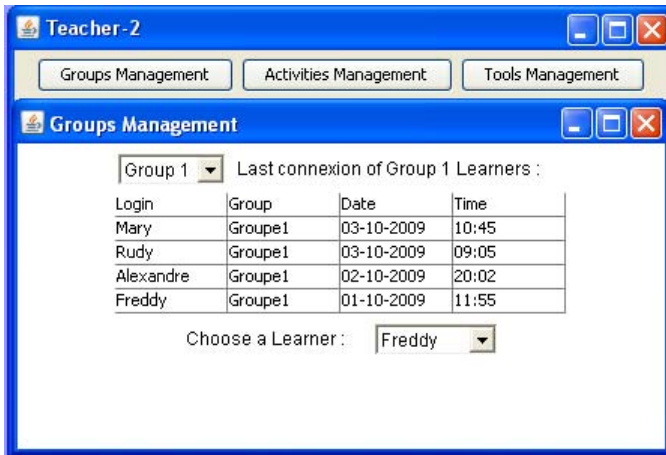 Teacher-2
Groups Management Activities Management Tools Management
Groups Management
Group 1 Last connexion of Group 1 Learners :
Login Group Date Time
Mary Groupe1 03-10-2009 10:45
Rudy Groupe1 03-10-2009 09:05
Alexandre Groupe1 02-10-2009 20:02
Freddy Groupe1 01-10-2009 11:55
Choose a Learner : Freddy